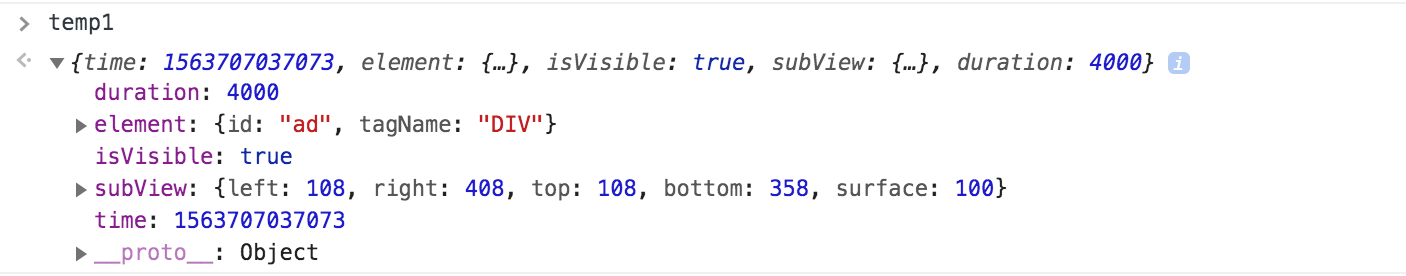 > temp1
{time: 1563707037073, element: {…}, isVisible: true, subView: {…}, duration: 4000} i
duration: 4000
element: {id: "ad", tagName: "DIV"}
isVisible: true
subView: {left: 108, right: 408, top: 108, bottom: 358, surface: 100}
time: 1563707037073
__proto__: Object